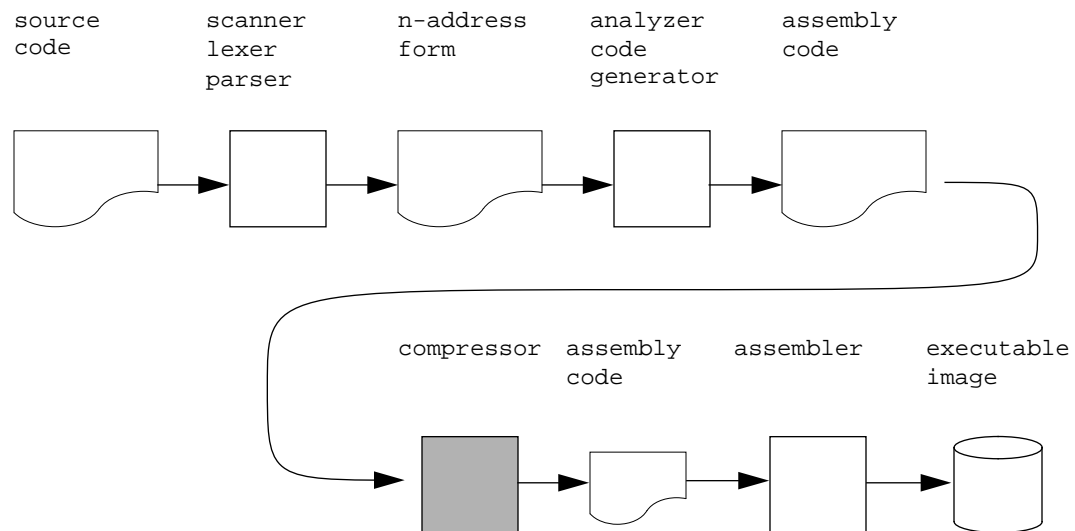 source
code
scanner
lexer
parser
n-address
form
analyzer
code
generator
assembly
code
compressor
assembly
code
assembler
executable
image